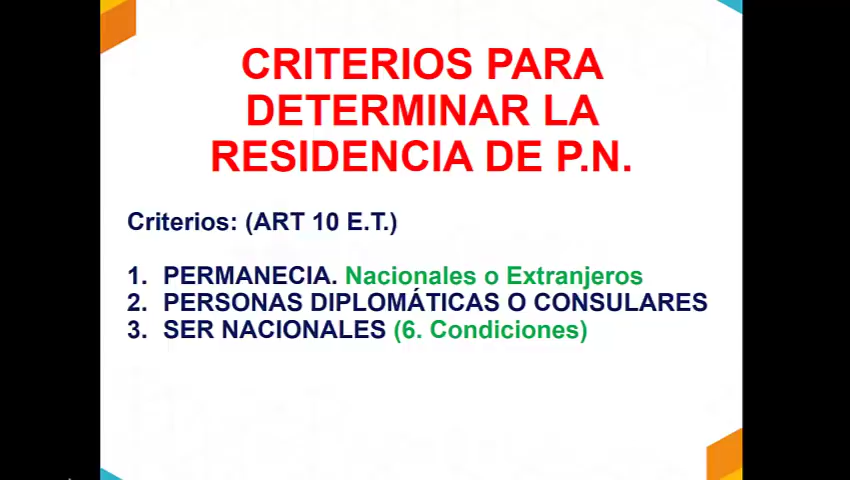 CRITERIOS PARA
DETERMINAR LA
RESIDENCIA DE P.N.
Criterios: (ART 10 E.T.)
1. PERMANECIA. Nacionales o Extranjeros
2. PERSONAS DIPLOMÁTICAS O CONSULARES
3. SER NACIONALES (6. Condiciones)